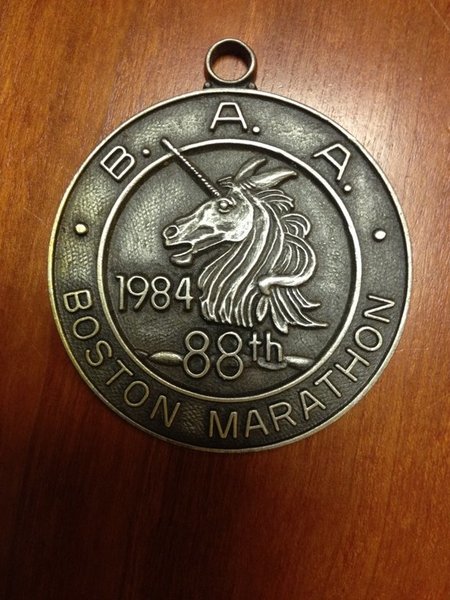 B. A. A.
1984
88th
BOSTON MARATHON